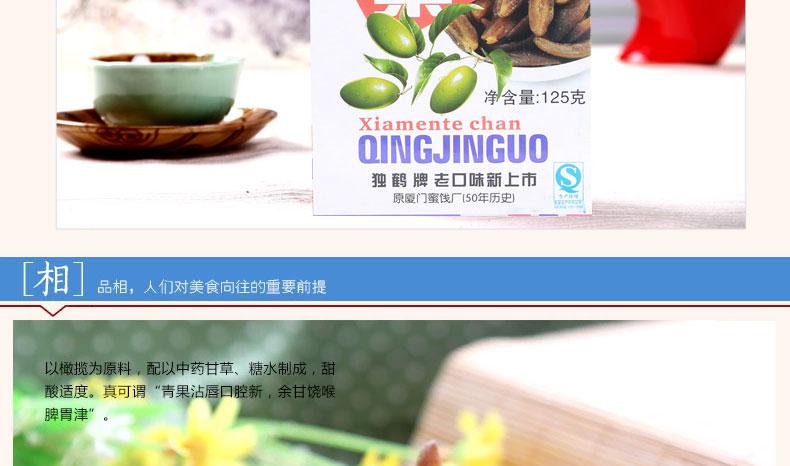 净含量:125克
Xiamente chan
QINGJINGUO
独鹤牌 老口味新上市
原厦门蜜饯厂(50年历史)
[相] 品相，人们对美食向往的重要前提
以橄揽为原料，配以中药甘草、糖水制成，甜
酸适度。真可谓“青果沾唇口腔新，余甘饶喉
脾胃津”。